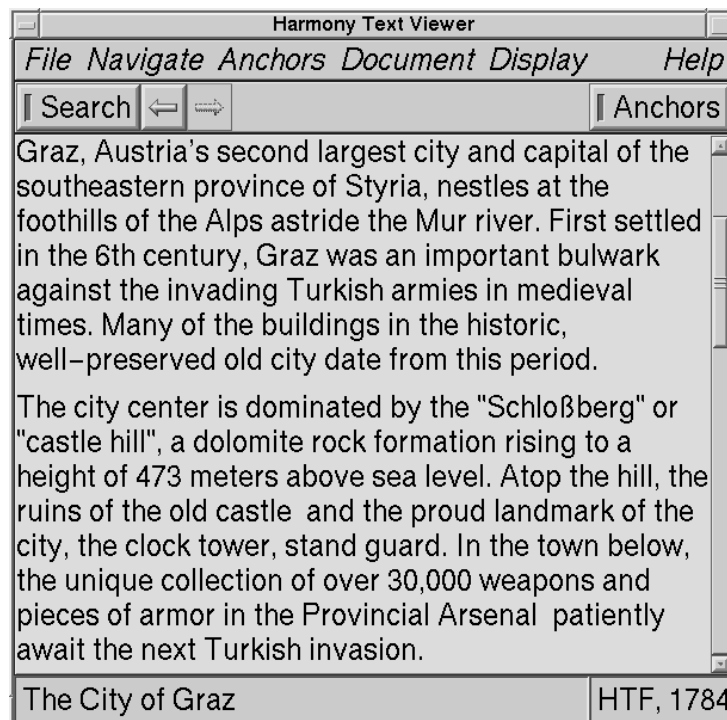 Harmony Text Viewer
File Navigate Anchors Document Display Help
Search Anchors
Graz, Austria's second largest city and capital of the
southeastern province of Styria, nestles at the
foothills of the Alps astride the Mur river. First settled
in the 6th century, Graz was an important bulwark
against the invading Turkish armies in medieval
times. Many of the buildings in the historic,
well-preserved old city date from this period.
The city center is dominated by the "Schloßberg" or
"castle hill", a dolomite rock formation rising to a
height of 473 meters above sea level. Atop the hill, the
ruins of the old castle  and the proud landmark of the
city, the clock tower, stand guard. In the town below,
the unique collection of over 30,000 weapons and
pieces of armor in the Provincial Arsenal  patiently
await the next Turkish invasion.
The City of Graz HTF, 1784